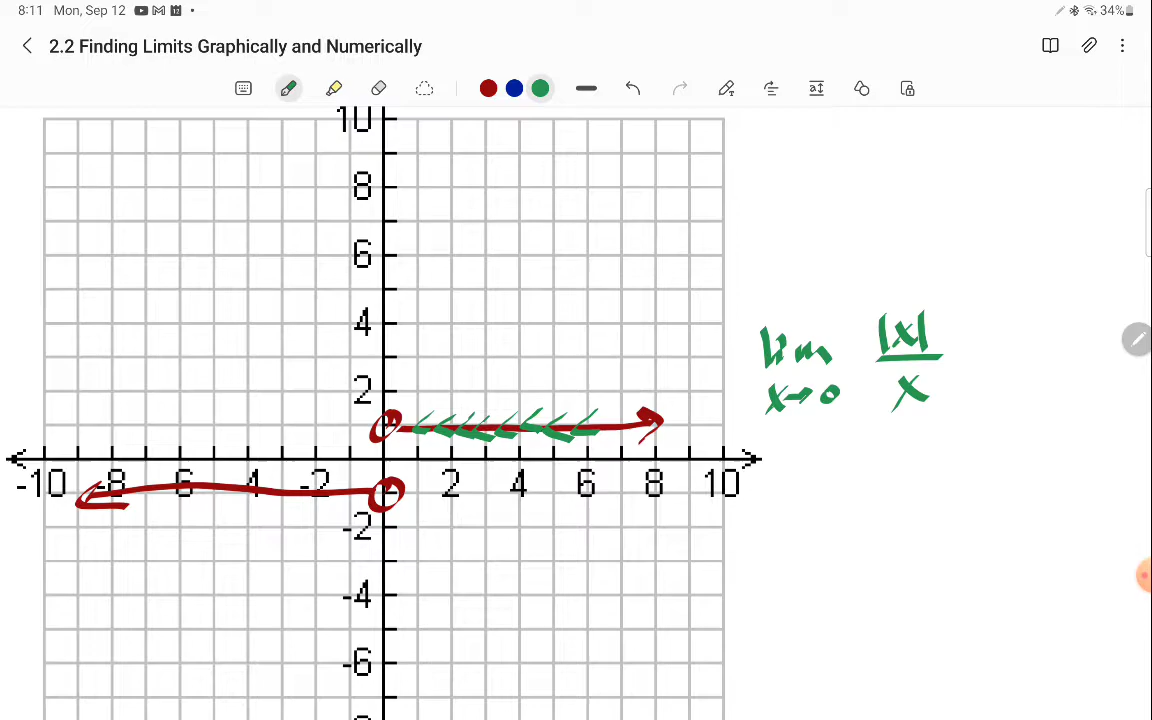 8:11 Mon, Sep 12 34%
2.2 Finding Limits Graphically and Numerically
10
8
6
4
2
-10 -8 -6 -4 -2 2 4 6 8 10
-2
-4
-6
lim x→0 |x|/x